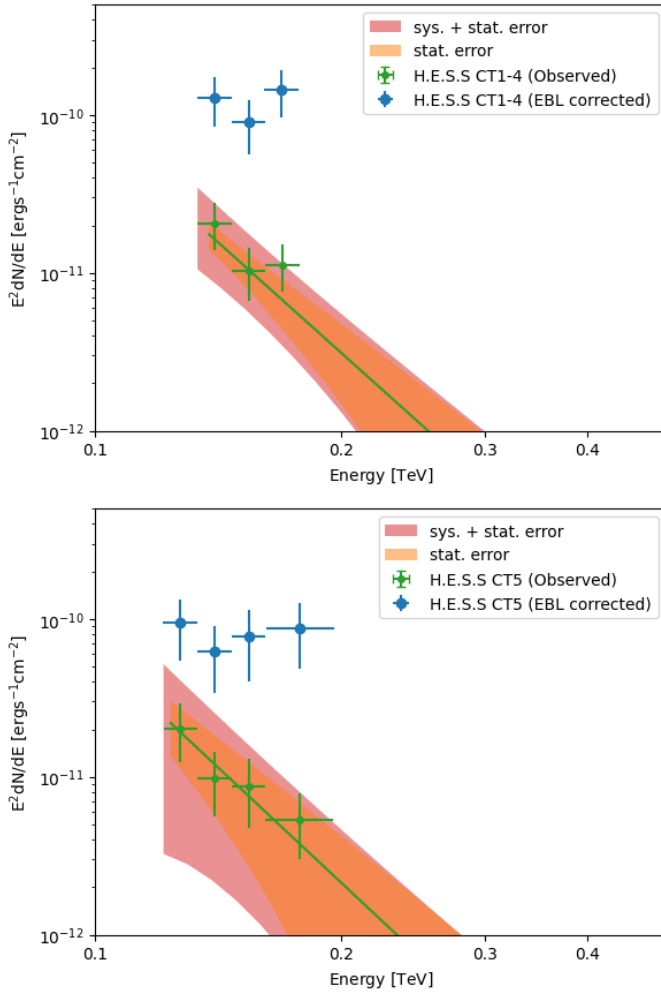 sys. + stat. error
stat. error
H.E.S.S CT1-4 (Observed)
H.E.S.S CT1-4 (EBL corrected)
E²dN/dE [ergs⁻¹cm⁻²]
10⁻¹⁰
10⁻¹¹
10⁻¹²
0.1 0.2 0.3 0.4
Energy [TeV]
sys. + stat. error
stat. error
H.E.S.S CT5 (Observed)
H.E.S.S CT5 (EBL corrected)
E²dN/dE [ergs⁻¹cm⁻²]
10⁻¹⁰
10⁻¹¹
10⁻¹²
0.1 0.2 0.3 0.4
Energy [TeV]